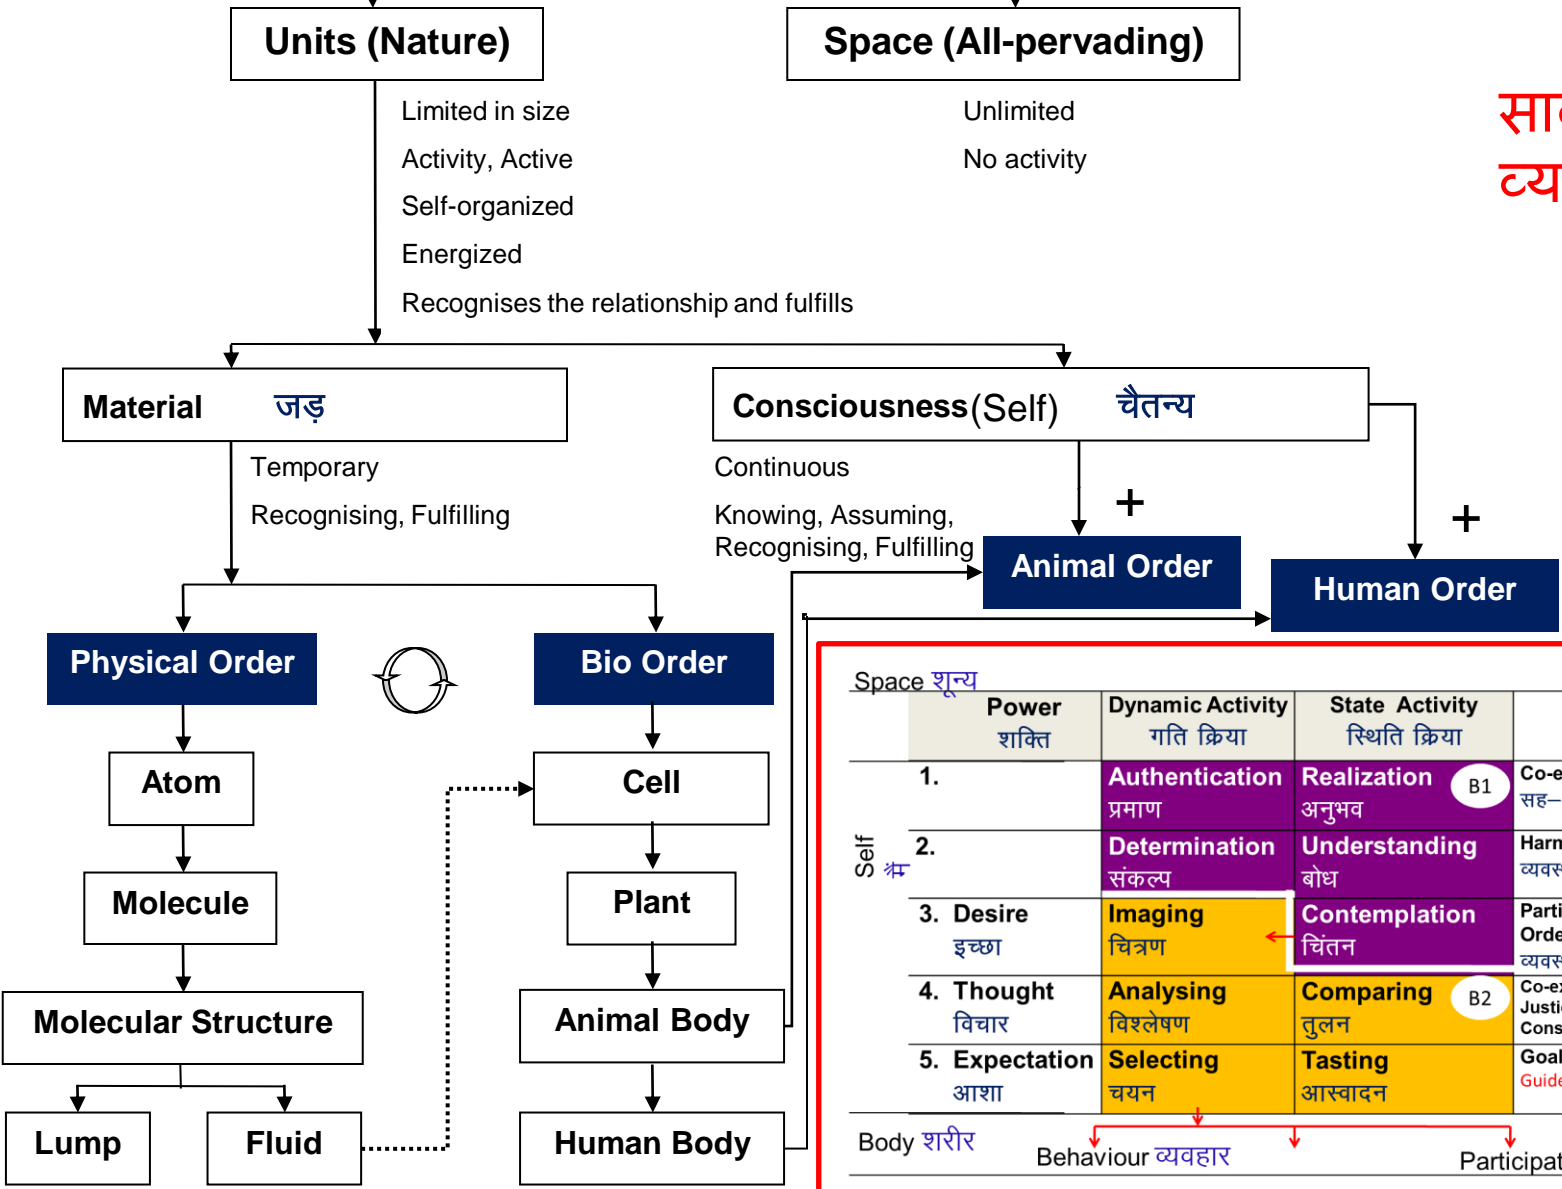 Units (Nature)
Space (All-pervading)
Limited in size
Activity, Active
Self-organized
Energized
Recognises the relationship and fulfills
Unlimited
No activity
Material जड़
Consciousness(Self) चैतन्य
Temporary
Recognising, Fulfilling
Continuous
Knowing, Assuming,
Recognising, Fulfilling
+
+
Animal Order
Human Order
Physical Order
Bio Order
Atom
Cell
Molecule
Plant
Molecular Structure
Animal Body
Lump
Fluid
Human Body
Space शून्य
Power
शक्ति
Dynamic Activity
गति क्रिया
State Activity
स्थिति क्रिया
Self
मैं
1.
Authentication
प्रमाण
Realization
अनुभव
B1
सह–
2.
Determination
संकल्प
Understanding
बोध
3. Desire
इच्छा
Imaging
चित्रण
Contemplation
चिंतन
4. Thought
विचार
Analysing
विश्लेषण
Comparing
तुलन
B2
5. Expectation
आशा
Selecting
चयन
Tasting
आस्वादन
Goal
Body शरीर
Behaviour व्यवहार